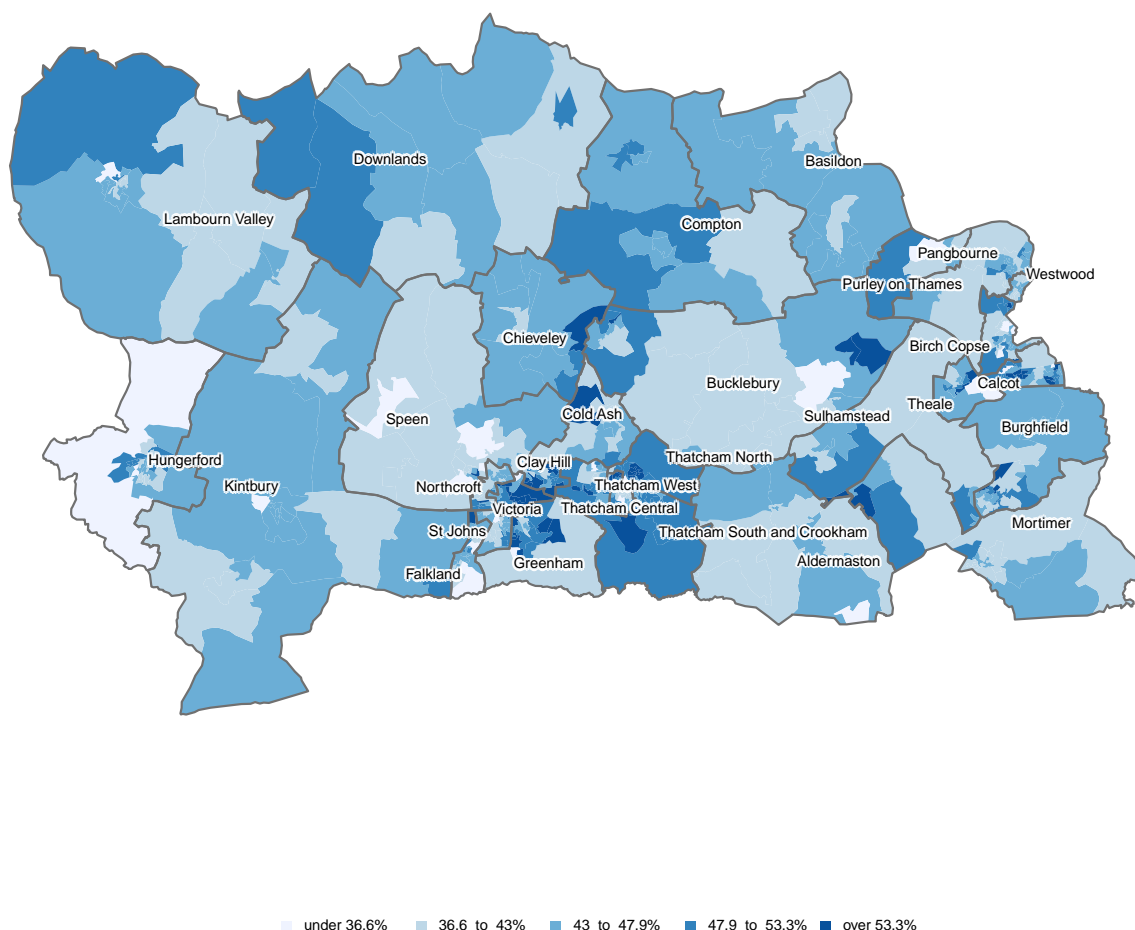 Downlands
Basildon
Lambourn Valley
Compton
Pangbourne
Westwood
Purley on Thames
Chieveley
Birch Copse
Bucklebury
Calcot
Theale
Speen
Cold Ash
Sulhamstead
Burghfield
Hungerford
Clay Hill
Thatcham North
Kintbury
Northcroft
Thatcham West
Victoria
Thatcham Central
Mortimer
St Johns
Thatcham South and Crookham
Greenham
Aldermaston
Falkland
under 36.6% 36.6 to 43% 43 to 47.9% 47.9 to 53.3% over 53.3%